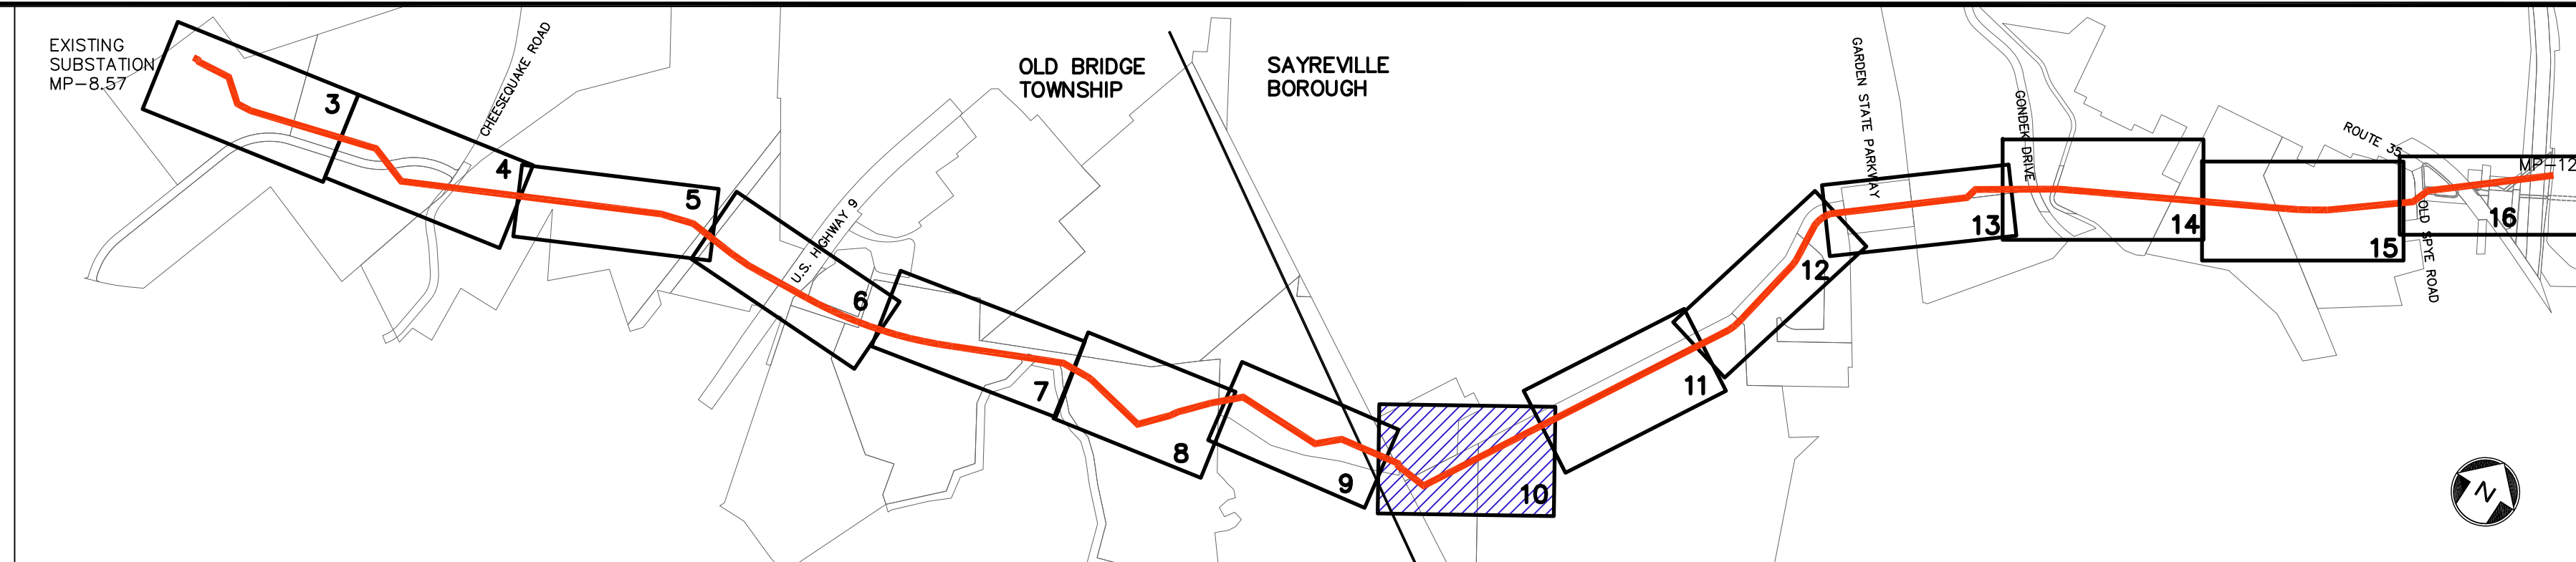 EXISTING
SUBSTATION
MP-8.57
3
CHEESEQUAKE ROAD
4
5
U.S. HIGHWAY 9
6
OLD BRIDGE
TOWNSHIP
SAYREVILLE
BOROUGH
7
8
9
10
11
12
GARDEN STATE PARKWAY
13
GONDEK DRIVE
14
ROUTE 35
15
OLD SPYE ROAD
16
MP-12
N